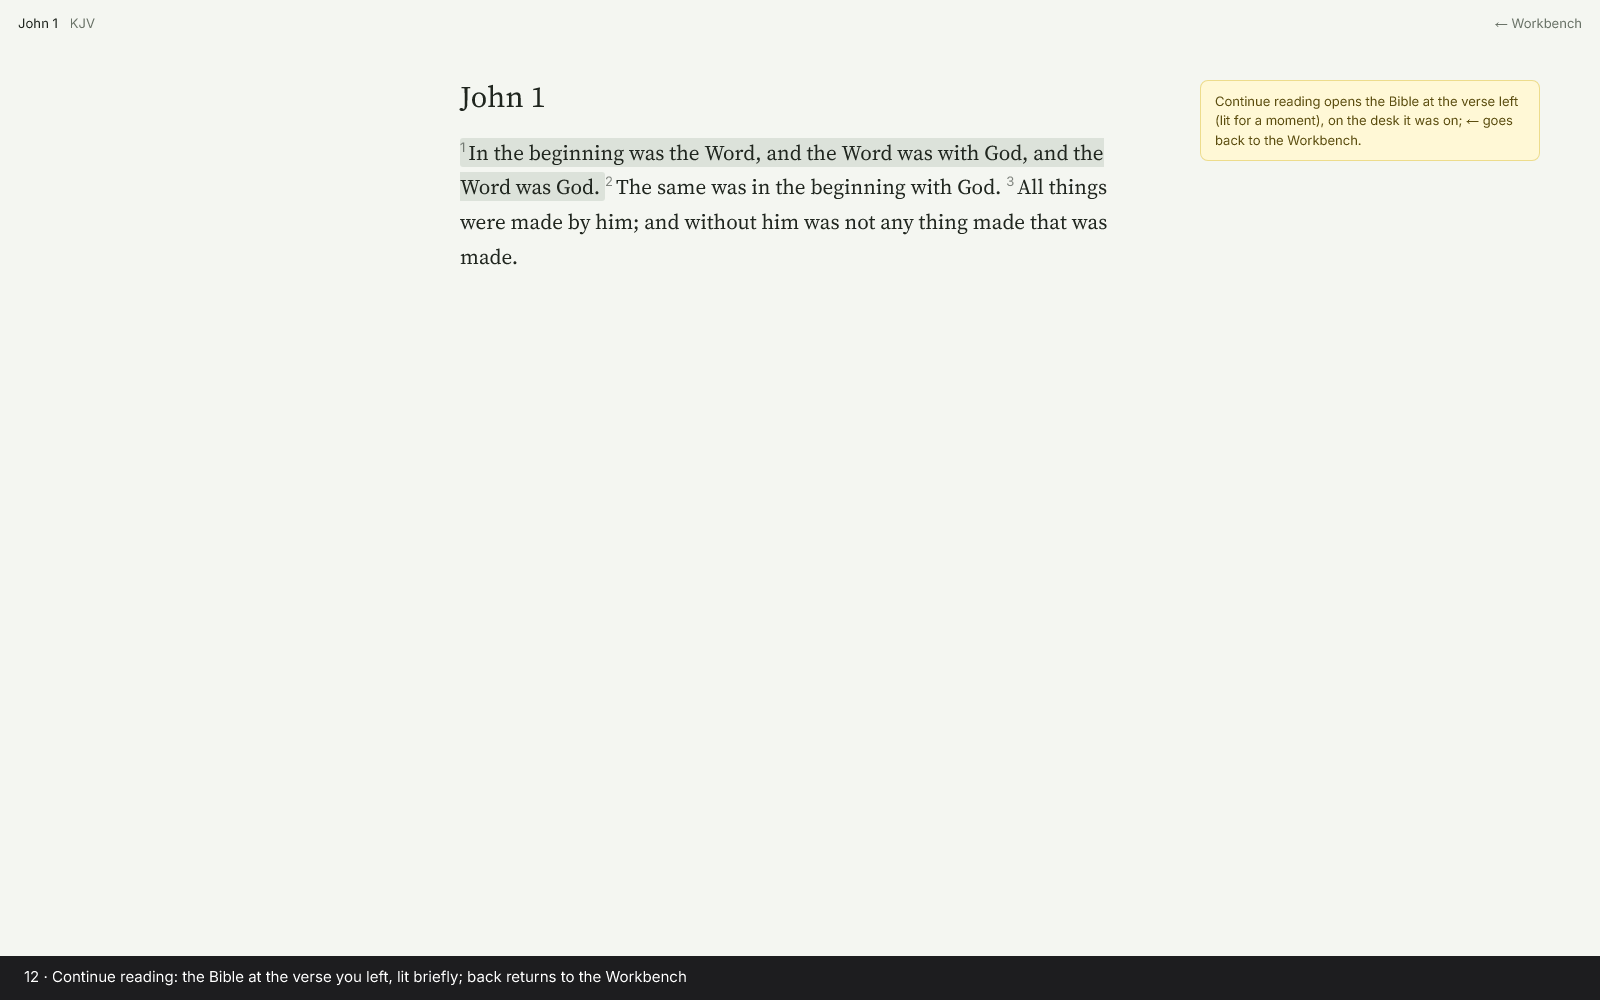 John 1 KJV
← Workbench
John 1
1 In the beginning was the Word, and the Word was with God, and the
Word was God. 2 The same was in the beginning with God. 3 All things
were made by him; and without him was not any thing made that was
made.
Continue reading opens the Bible at the verse left
(lit for a moment), on the desk it was on; ← goes
back to the Workbench.
12 · Continue reading: the Bible at the verse you left, lit briefly; back returns to the Workbench